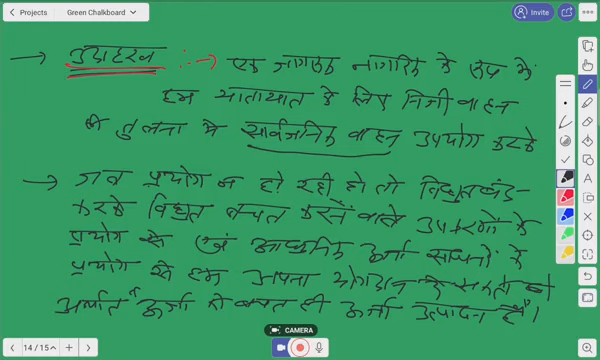 Projects Green Chalkboard Invite
→ उदाहरण :→ एक जागरूक नागरिक के रूप में
हम यातायात के लिए निजी वाहन
की तुलना में सार्वजनिक वाहन उपयोग करके
→ जब प्रयोग न हो रही हो तो विद्युत बंद
करके विद्युत बचत करने वाले उपकरणों के
प्रयोग से एवं आधुनिक ऊर्जा साधनों के
प्रयोग से हम अपना योगदान दे सकते
अर्थात ऊर्जा की बचत ही ऊर्जा उत्पादन है।
14 / 15
CAMERA